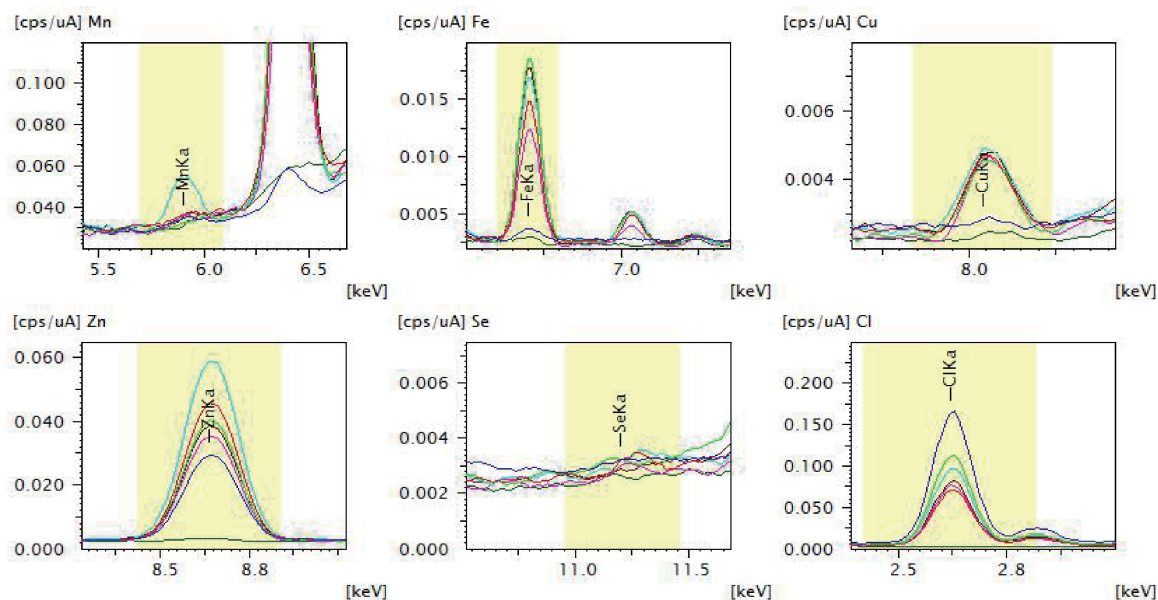 [cps/uA] Mn
0.100
0.080
0.060
0.040
MnKa
5.5 6.0 6.5
[keV]
[cps/uA] Fe
0.015
0.010
0.005
FeKa
7.0
[keV]
[cps/uA] Cu
0.006
0.004
CuK
8.0
[keV]
[cps/uA] Zn
0.060
0.040
0.020
0.000
ZnKa
8.5 8.8
[keV]
[cps/uA] Se
0.006
0.004
0.002
0.000
SeKa
11.0 11.5
[keV]
[cps/uA] Cl
0.200
0.150
0.100
0.050
0.000
ClKa
2.5 2.8
[keV]